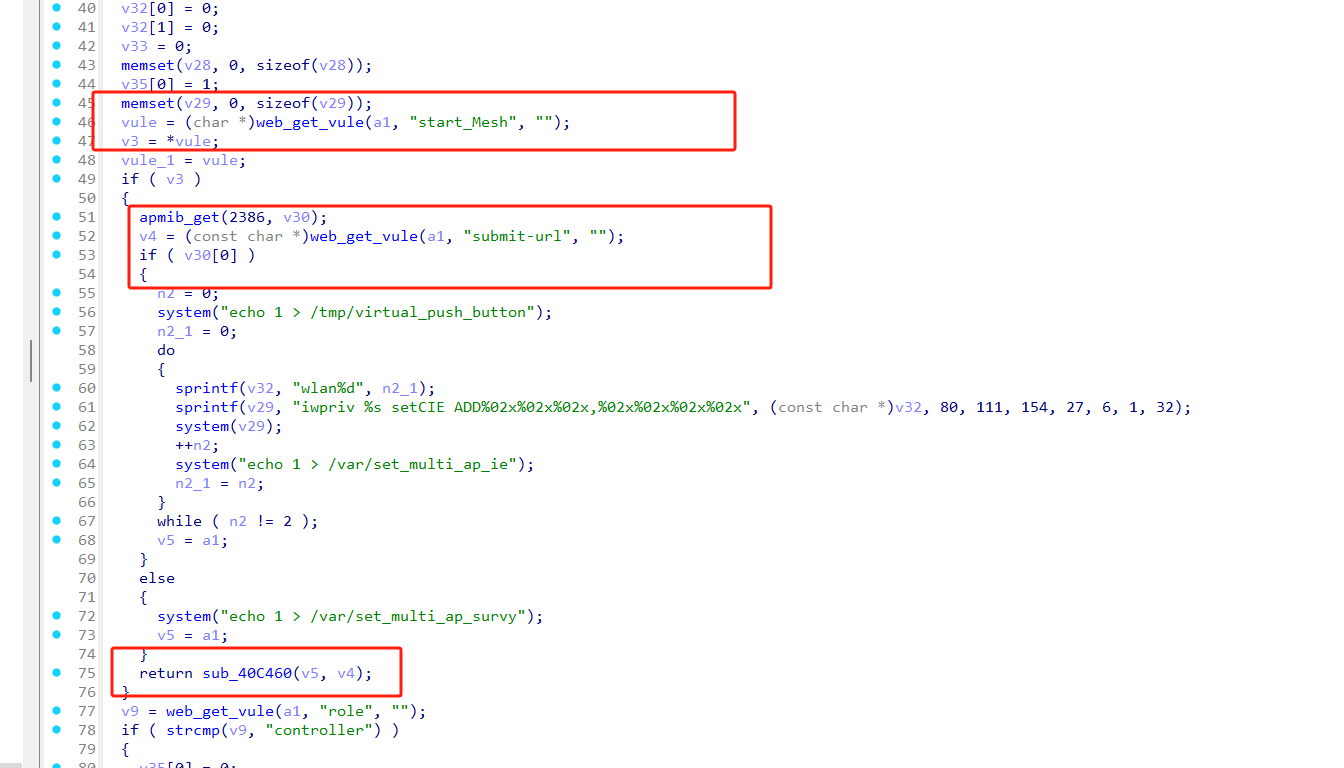 40 v32[0] = 0;
41 v32[1] = 0;
42 v33 = 0;
43 memset(v28, 0, sizeof(v28));
44 v35[0] = 1;
45 memset(v29, 0, sizeof(v29));
46 vule = (char *)web_get_vule(a1, "start_Mesh", "");
47 v3 = *vule;
48 vule_1 = vule;
49 if ( v3 )
50 {
51 apmib_get(2386, v30);
52 v4 = (const char *)web_get_vule(a1, "submit-url", "");
53 if ( v30[0] )
54 {
55 n2 = 0;
56 system("echo 1 > /tmp/virtual_push_button");
57 n2_1 = 0;
58 do
59 {
60 sprintf(v32, "wlan%d", n2_1);
61 sprintf(v29, "iwpriv %s setCIE ADD%02x%02x%02x,%02x%02x%02x%02x", (const char *)v32, 80, 111, 154, 27, 6, 1, 32);
62 system(v29);
63 ++n2;
64 system("echo 1 > /var/set_multi_ap_ie");
65 n2_1 = n2;
66 }
67 while ( n2 != 2 );
68 v5 = a1;
69 }
70 else
71 {
72 system("echo 1 > /var/set_multi_ap_survy");
73 v5 = a1;
74 }
75 return sub_40C460(v5, v4);
76 }
77 v9 = web_get_vule(a1, "role", "");
78 if ( strcmp(v9, "controller") )
79 {
80 v35[0] = 0;